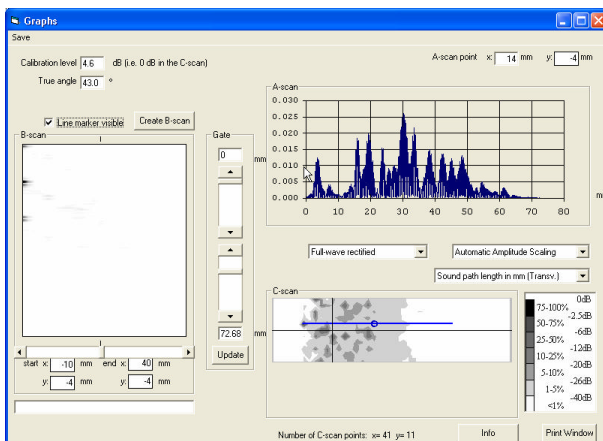 Graphs
Save
Calibration level 4.6 dB (i.e. 0 dB in the C-scan)
True angle 43.0 °
A-scan point x: 14 mm y: -4 mm
Line marker visible
Create B-scan
B-scan
Gate
0
mm
72.68 mm
Update
start x: -10 mm end x: 40 mm
y: -4 mm y: -4 mm
A-scan
0.030
0.025
0.020
0.015
0.010
0.005
0.000
0 10 20 30 40 50 60 70 80
m
Full-wave rectified
Automatic Amplitude Scaling
Sound path length in mm (Transv.)
C-scan
0dB
75-100%
-2.5dB
50-75%
-6dB
25-50%
-12dB
10-25%
-20dB
5-10%
-26dB
1-5%
-40dB
<1%
Number of C-scan points: x= 41 y= 11
Info
Print Window